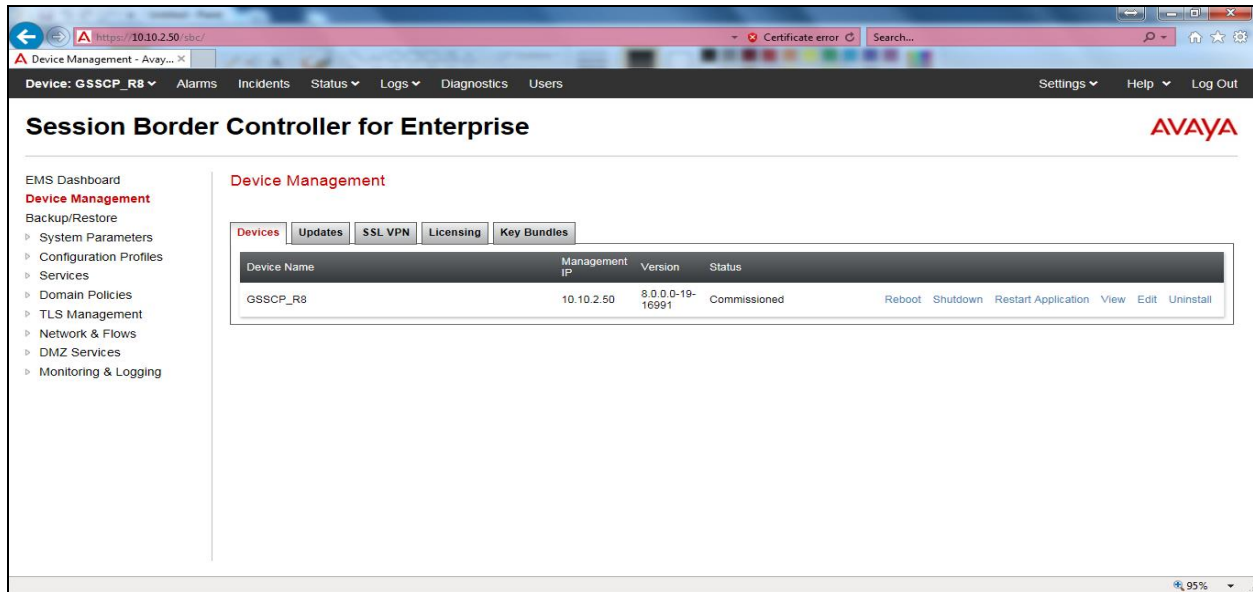 https://10.10.2.50/sbc/ Certificate error Search...
Device Management - Avay...
Device: GSSCP_R8 Alarms Incidents Status Logs Diagnostics Users Settings Help Log Out
Session Border Controller for Enterprise
AVAYA
EMS Dashboard
Device Management
Backup/Restore
System Parameters
Configuration Profiles
Services
Domain Policies
TLS Management
Network & Flows
DMZ Services
Monitoring & Logging
Device Management
Devices Updates SSL VPN Licensing Key Bundles
Device Name Management IP Version Status
GSSCP_R8 10.10.2.50 8.0.0.0-19-16991 Commissioned Reboot Shutdown Restart Application View Edit Uninstall
95%